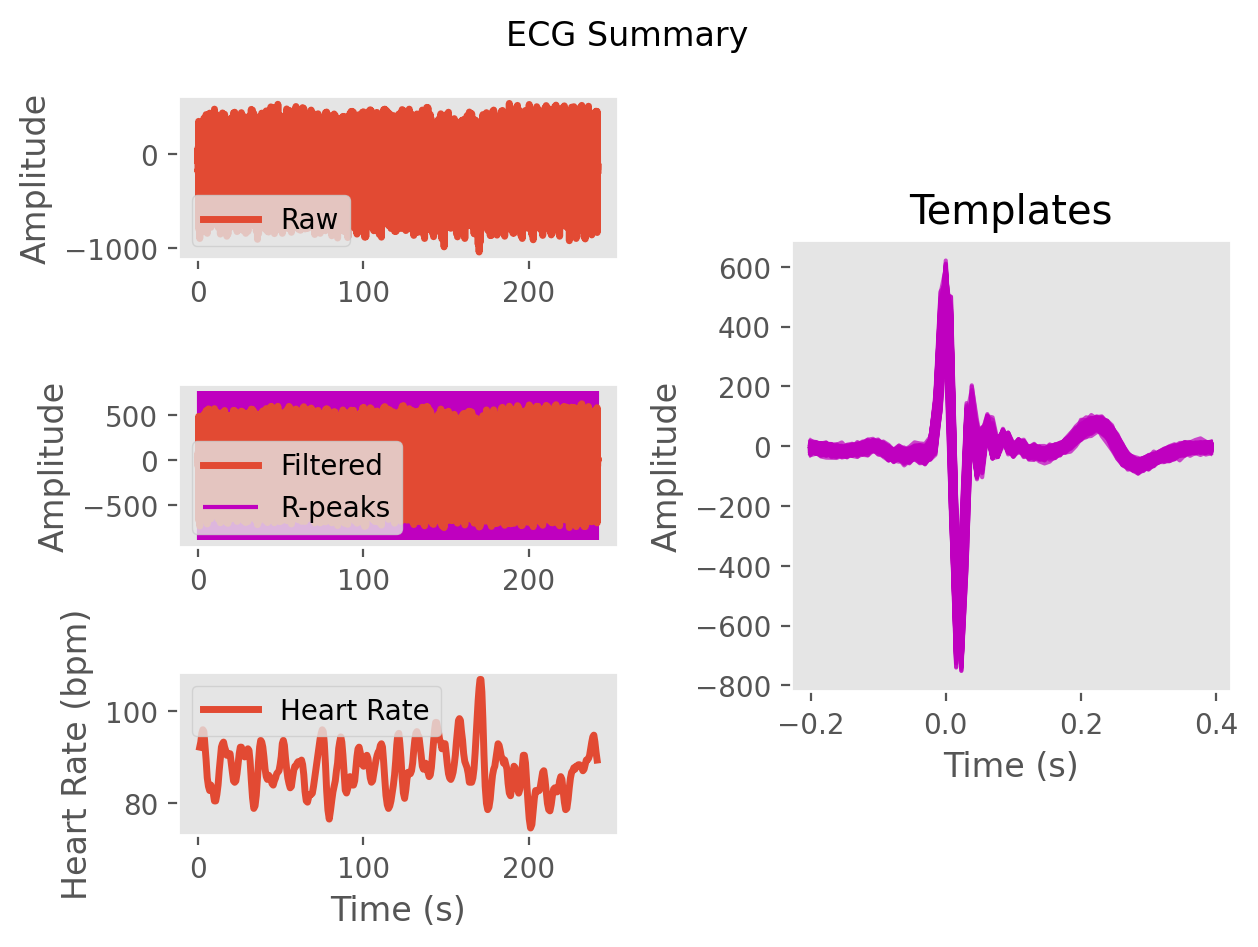 ECG Summary
Amplitude
0
−1000
Raw
0 100 200
Amplitude
500
0
−500
Filtered
R-peaks
0 100 200
Heart Rate (bpm)
100
80
Heart Rate
0 100 200
Time (s)
Templates
Amplitude
600
400
200
0
−200
−400
−600
−800
−0.2 0.0 0.2 0.4
Time (s)